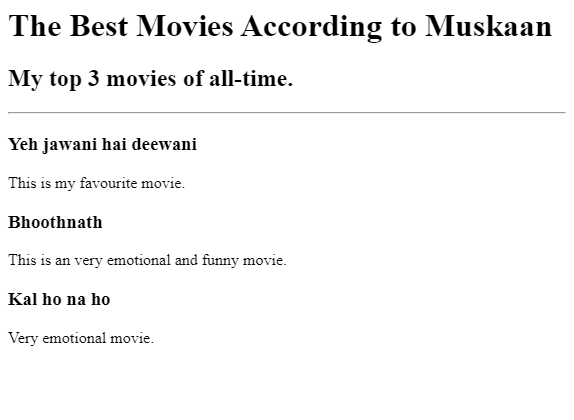 The Best Movies According to Muskaan
My top 3 movies of all-time.
Yeh jawani hai deewani
This is my favourite movie.
Bhoothnath
This is an very emotional and funny movie.
Kal ho na ho
Very emotional movie.